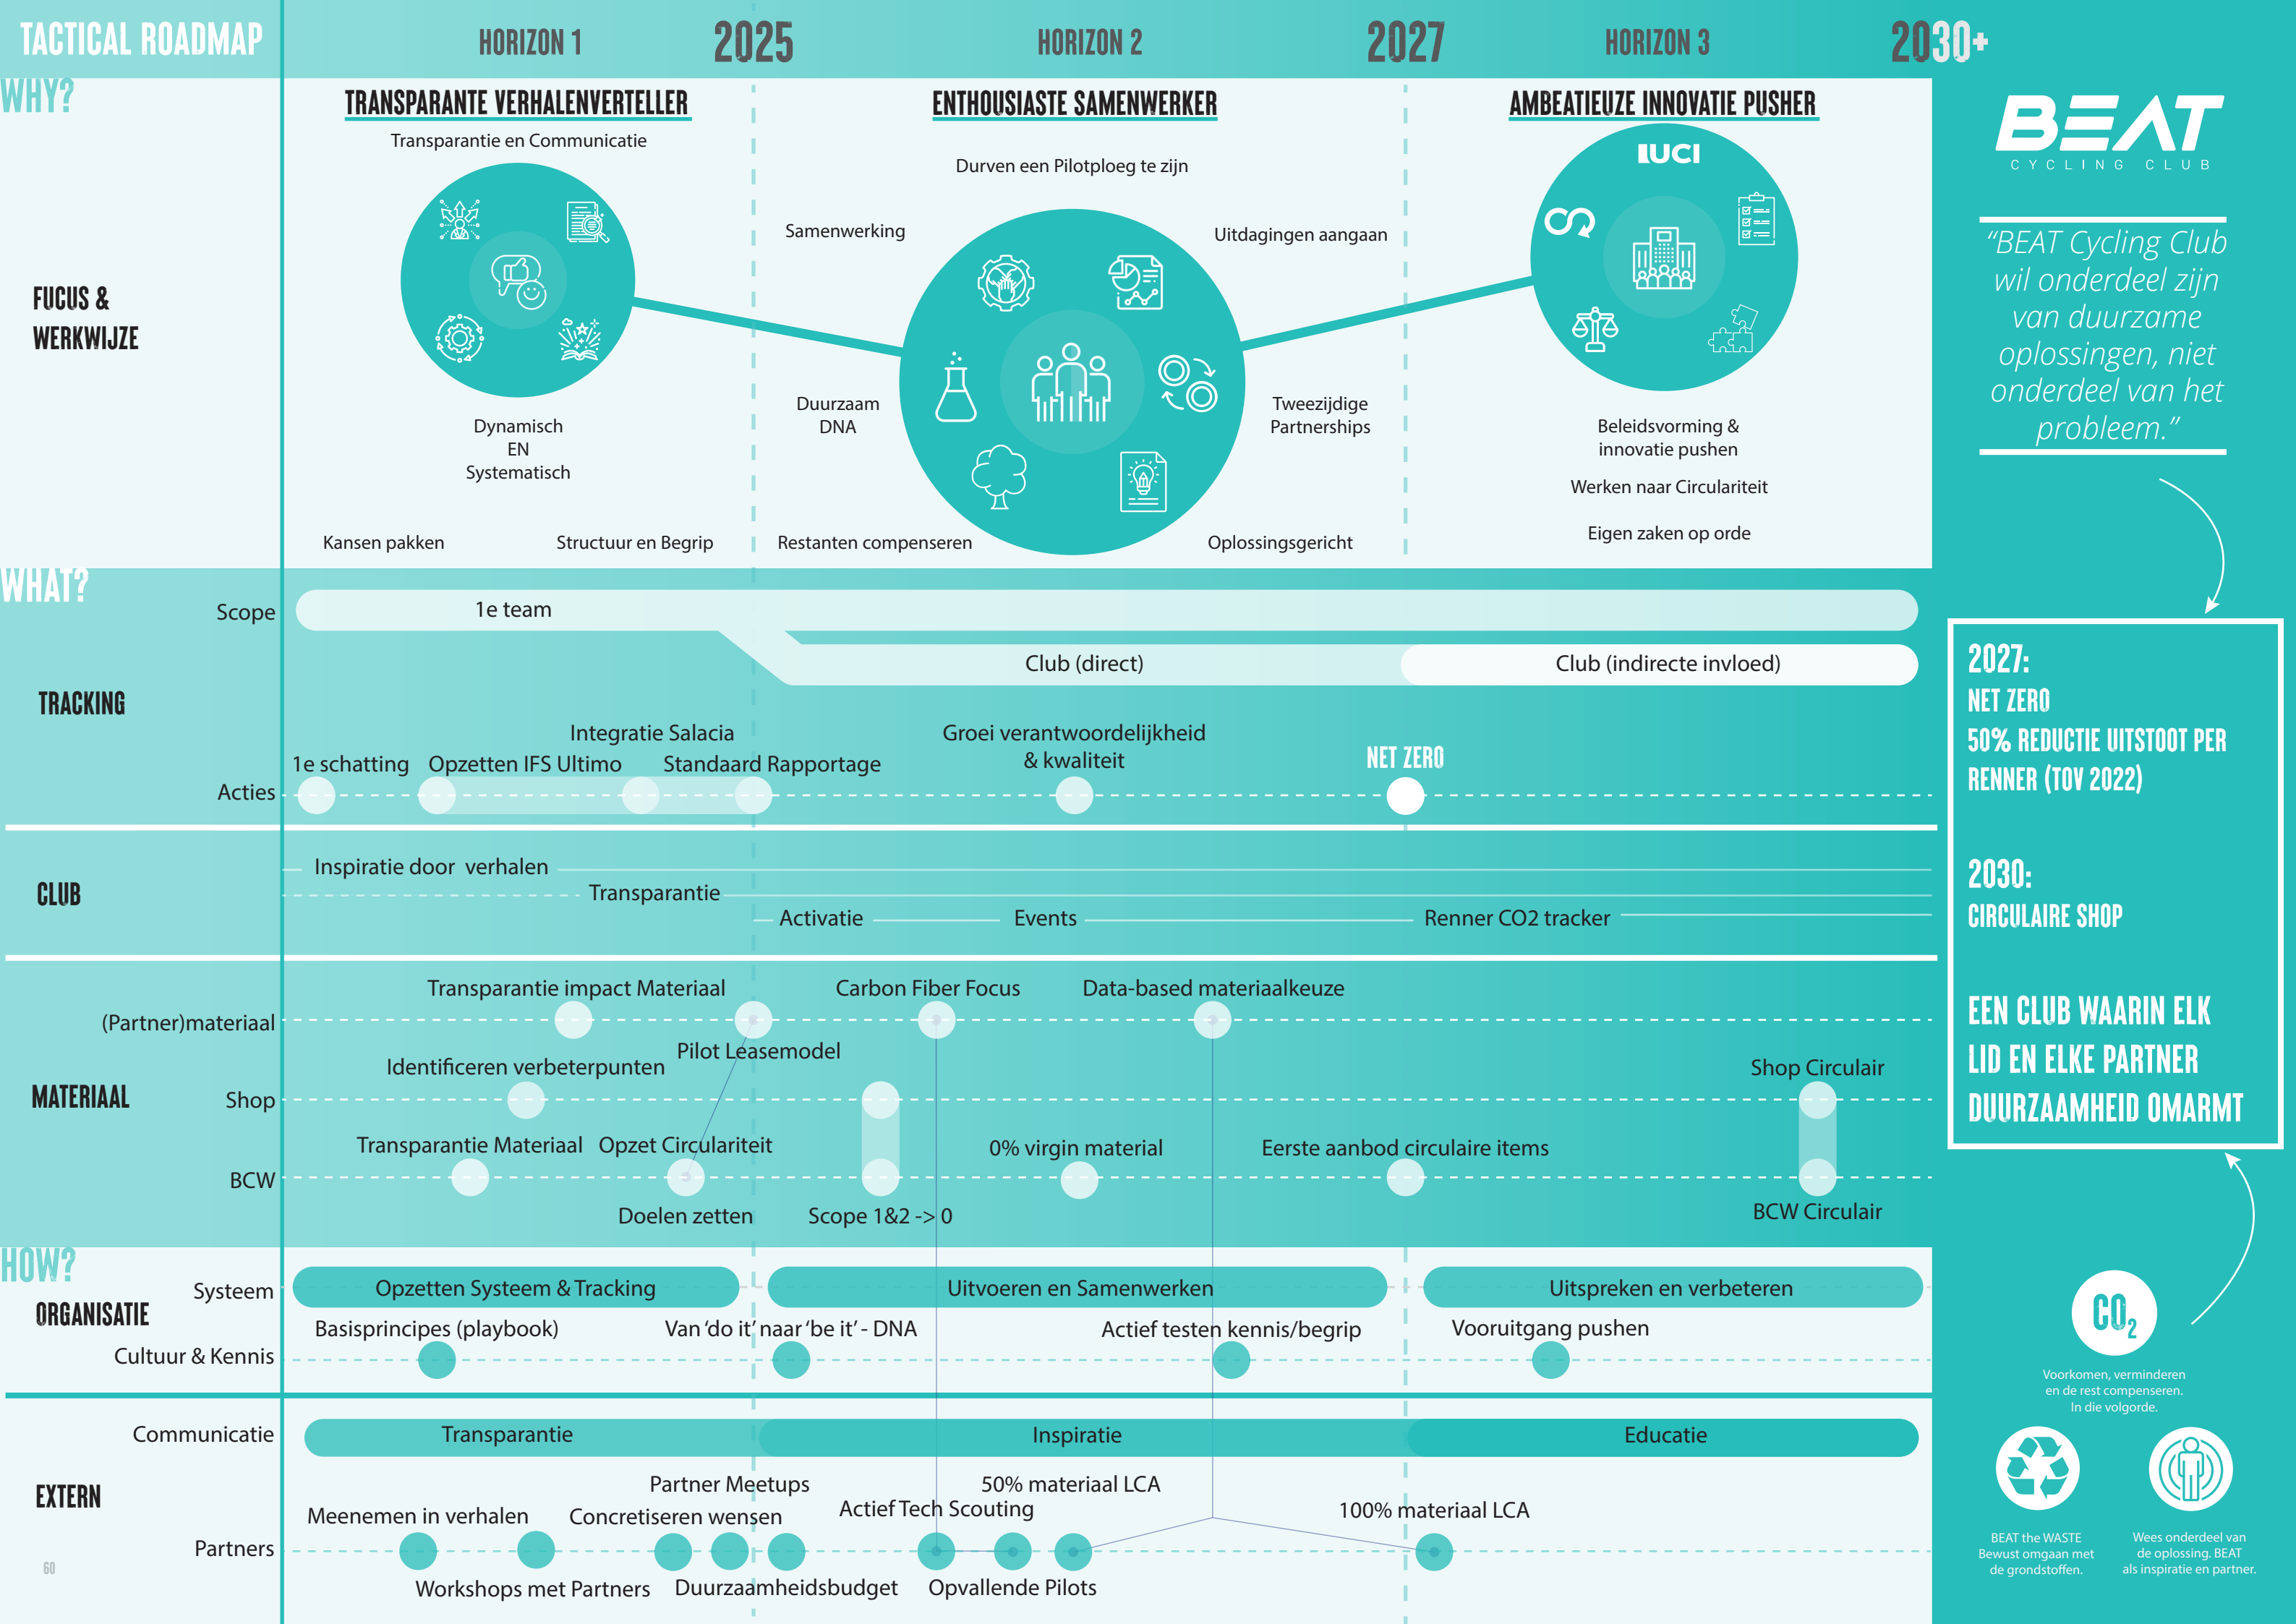 TACTICAL ROADMAP
HORIZON 1
2025
HORIZON 2
2027
HORIZON 3
2030+
WHY?
FUCUS &
WERKWIJZE
TRANSPARANTE VERHALENVERTELLER
Transparantie en Communicatie
Dynamisch
EN
Systematisch
Kansen pakken
Structuur en Begrip
ENTHOUSIASTE SAMENWERKER
Durven een Pilotploeg te zijn
Samenwerking
Uitdagingen aangaan
Duurzaam
DNA
Tweezijdige
Partnerships
Restanten compenseren
Oplossingsgericht
AMBEATIEUZE INNOVATIE PUSHER
UCI
Beleidsvorming &
innovatie pushen
Werken naar Circulariteit
Eigen zaken op orde
BEAT
CYCLING CLUB
“BEAT Cycling Club
wil onderdeel zijn
van duurzame
oplossingen, niet
onderdeel van het
probleem.”
WHAT?
TRACKING
Scope
1e team
Club (direct)
Club (indirecte invloed)
Acties
1e schatting
Opzetten IFS Ultimo
Integratie Salacia
Standaard Rapportage
Groei verantwoordelijkheid
& kwaliteit
NET ZERO
CLUB
Inspiratie door verhalen
Transparantie
Activatie
Events
Renner CO2 tracker
MATERIAAL
(Partner)materiaal
Transparantie impact Materiaal
Pilot Leasemodel
Carbon Fiber Focus
Data-based materiaalkeuze
Shop
Identificeren verbeterpunten
Shop Circulair
BCW
Transparantie Materiaal
Opzet Circulariteit
Doelen zetten
Scope 1&2 -> 0
0% virgin material
Eerste aanbod circulaire items
BCW Circulair
HOW?
ORGANISATIE
Systeem
Opzetten Systeem & Tracking
Uitvoeren en Samenwerken
Uitspreken en verbeteren
Cultuur & Kennis
Basisprincipes (playbook)
Van ‘do it’ naar ‘be it’ - DNA
Actief testen kennis/begrip
Vooruitgang pushen
EXTERN
Communicatie
Transparantie
Inspiratie
Educatie
Partners
Meenemen in verhalen
Workshops met Partners
Concretiseren wensen
Partner Meetups
Duurzaamheidsbudget
Actief Tech Scouting
Opvallende Pilots
50% materiaal LCA
100% materiaal LCA
60
2027:
NET ZERO
50% REDUCTIE UITSTOOT PER
RENNER (TOV 2022)
2030:
CIRCULAIRE SHOP
EEN CLUB WAARIN ELK
LID EN ELKE PARTNER
DUURZAAMHEID OMARMT
CO2
Voorkomen, verminderen
en de rest compenseren.
In die volgorde.
BEAT the WASTE
Bewust omgaan met
de grondstoffen.
Wees onderdeel van
de oplossing. BEAT
als inspiratie en partner.